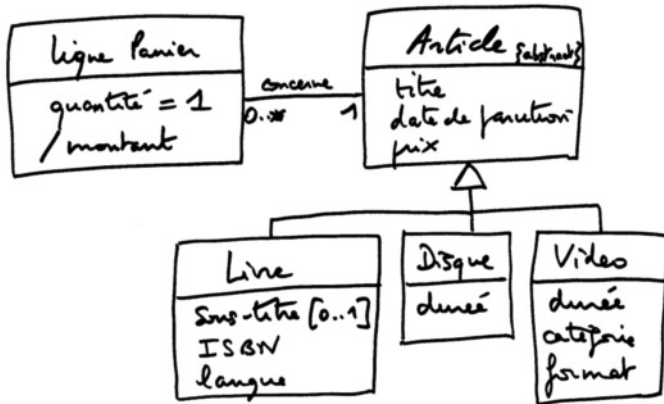 Ligne Panier
quantité = 1
/montant
concerne
0..* 1
Article {abstract}
titre
date de parution
prix
Livre
sous-titre [0..1]
ISBN
langue
Disque
durée
Video
durée
catégorie
format